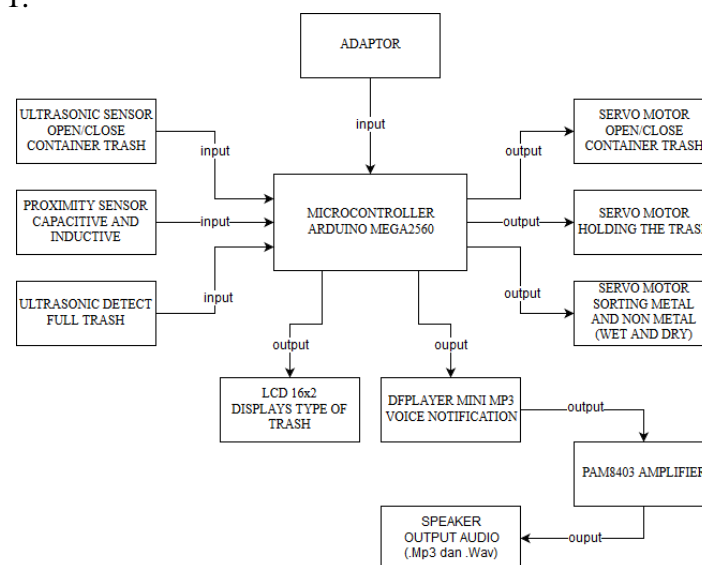 1.
ADAPTOR
input
ULTRASONIC SENSOR
OPEN/CLOSE
CONTAINER TRASH
input
SERVO MOTOR
OPEN/CLOSE
CONTAINER TRASH
output
PROXIMITY SENSOR
CAPACITIVE AND
INDUCTIVE
input
MICROCONTROLLER
ARDUINO MEGA2560
output
SERVO MOTOR
HOLDING THE TRASH
ULTRASONIC DETECT
FULL TRASH
input
output
SERVO MOTOR
SORTING METAL
AND NON METAL
(WET AND DRY)
output
ouput
LCD 16x2
DISPLAYS TYPE OF
TRASH
DFPLAYER MINI MP3
VOICE NOTIFICATION
output
PAM8403 AMPLIFIER
SPEAKER
OUTPUT AUDIO
(.Mp3 dan .Wav)
ouput